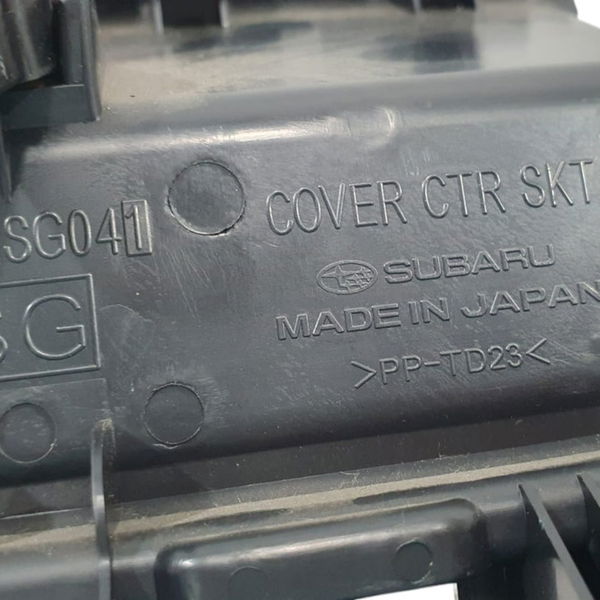 SG041
COVER CTR SKT
SUBARU
MADE IN JAPAN
SG
>PP-TD23<